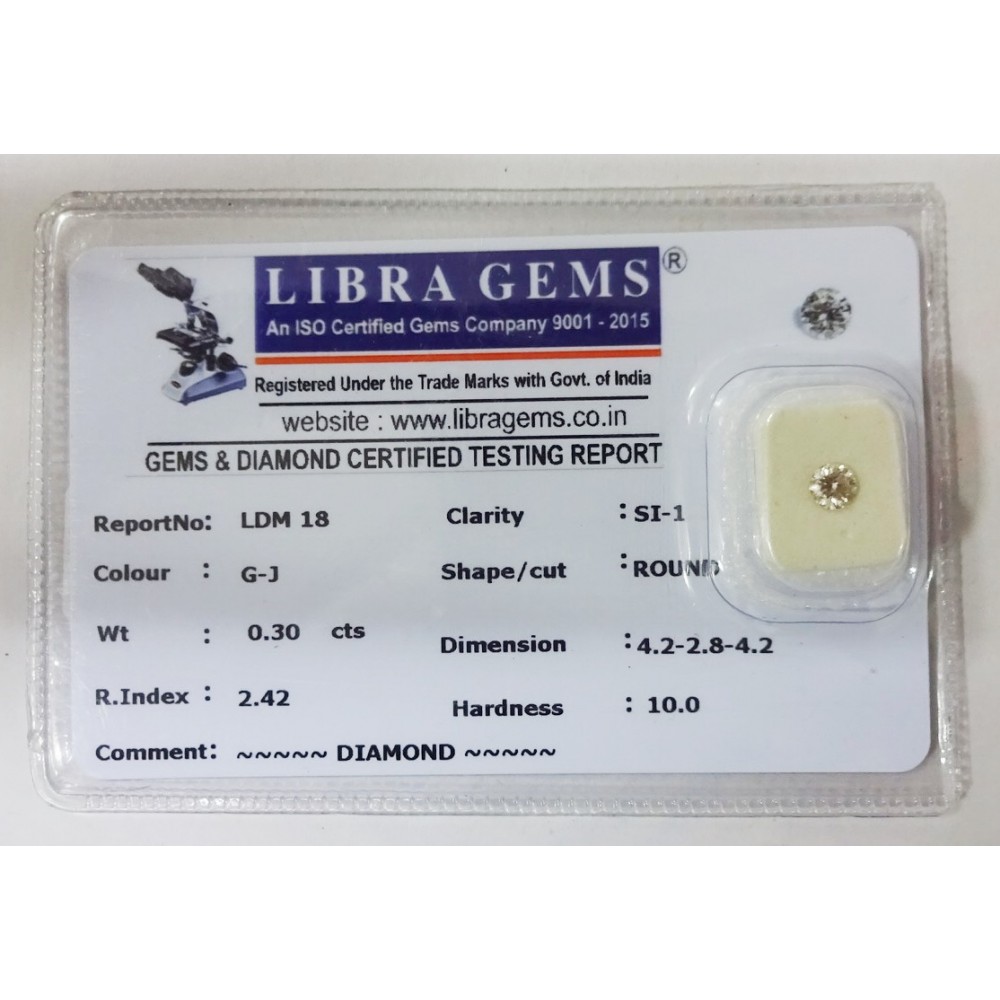 LIBRA GEMS ®
An ISO Certified Gems Company 9001 - 2015
Registered Under the Trade Marks with Govt. of India
website : www.libragems.co.in
GEMS & DIAMOND CERTIFIED TESTING REPORT
ReportNo: LDM 18 Clarity : SI-1
Colour : G-J Shape/cut : ROUND
Wt : 0.30 cts Dimension : 4.2-2.8-4.2
R.Index : 2.42 Hardness : 10.0
Comment: ~~~~~ DIAMOND ~~~~~